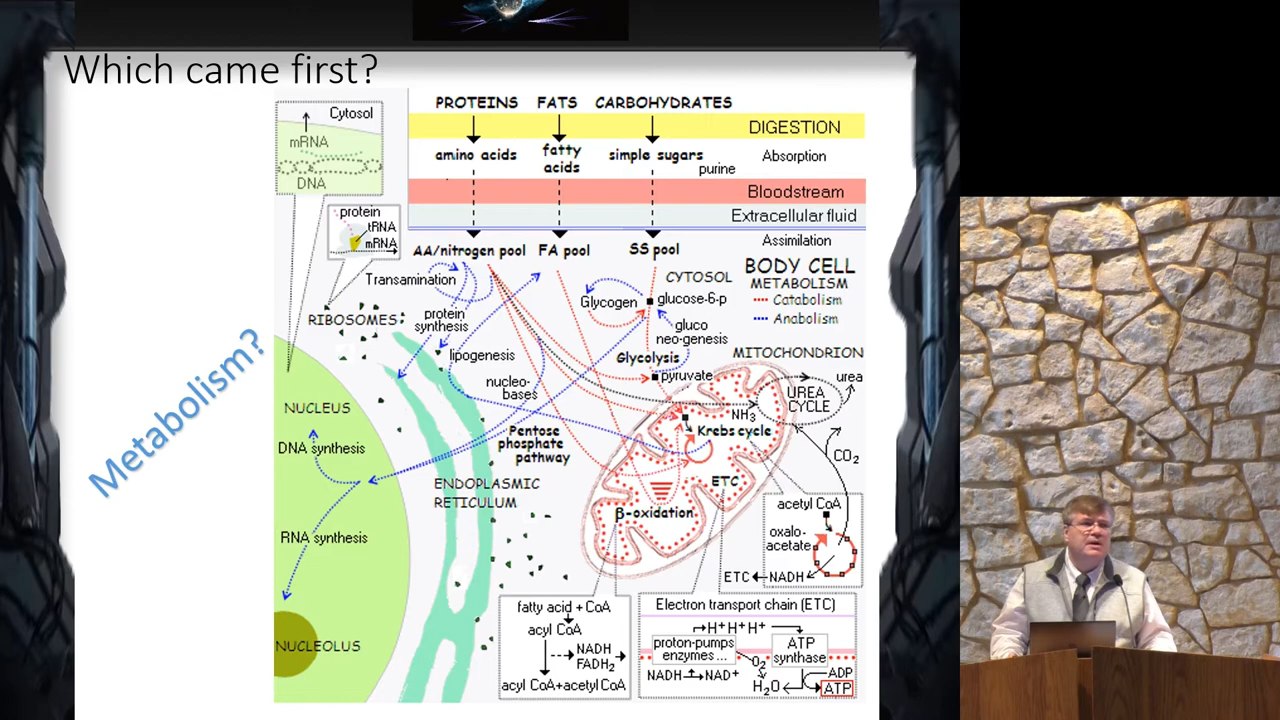 Which came first?
Metabolism?
Cytosol
mRNA
DNA
protein
tRNA
mRNA
PROTEINS FATS CARBOHYDRATES
DIGESTION
amino acids
fatty
acids
simple sugars
purine
Absorption
Bloodstream
Extracellular fluid
AA/nitrogen pool
FA pool
SS pool
Assimilation
BODY CELL
METABOLISM
Catabolism
Anabolism
CYTOSOL
Transamination
Glycogen
glucose-6-p
RIBOSOMES:
protein
synthesis
gluco
neo-genesis
lipogenesis
Glycolysis
MITOCHONDRION
nucleo-
bases
pyruvate
urea
UREA
CYCLE
NH3
Krebs cycle
NUCLEUS
DNA synthesis
Pentose
phosphate
pathway
CO2
ENDOPLASMIC
RETICULUM
ETC
β-oxidation
acetyl CoA
oxalo-
acetate
ETC NADH
RNA synthesis
NUCLEOLUS
fatty acid + CoA
acyl CoA
NADH
FADH2
acyl CoA+acetyl CoA
Electron transport chain (ETC)
H+ H+ H+
proton-pumps
enzymes ...
ATP
synthase
O2
NADH NAD+
H2O
ADP
ATP